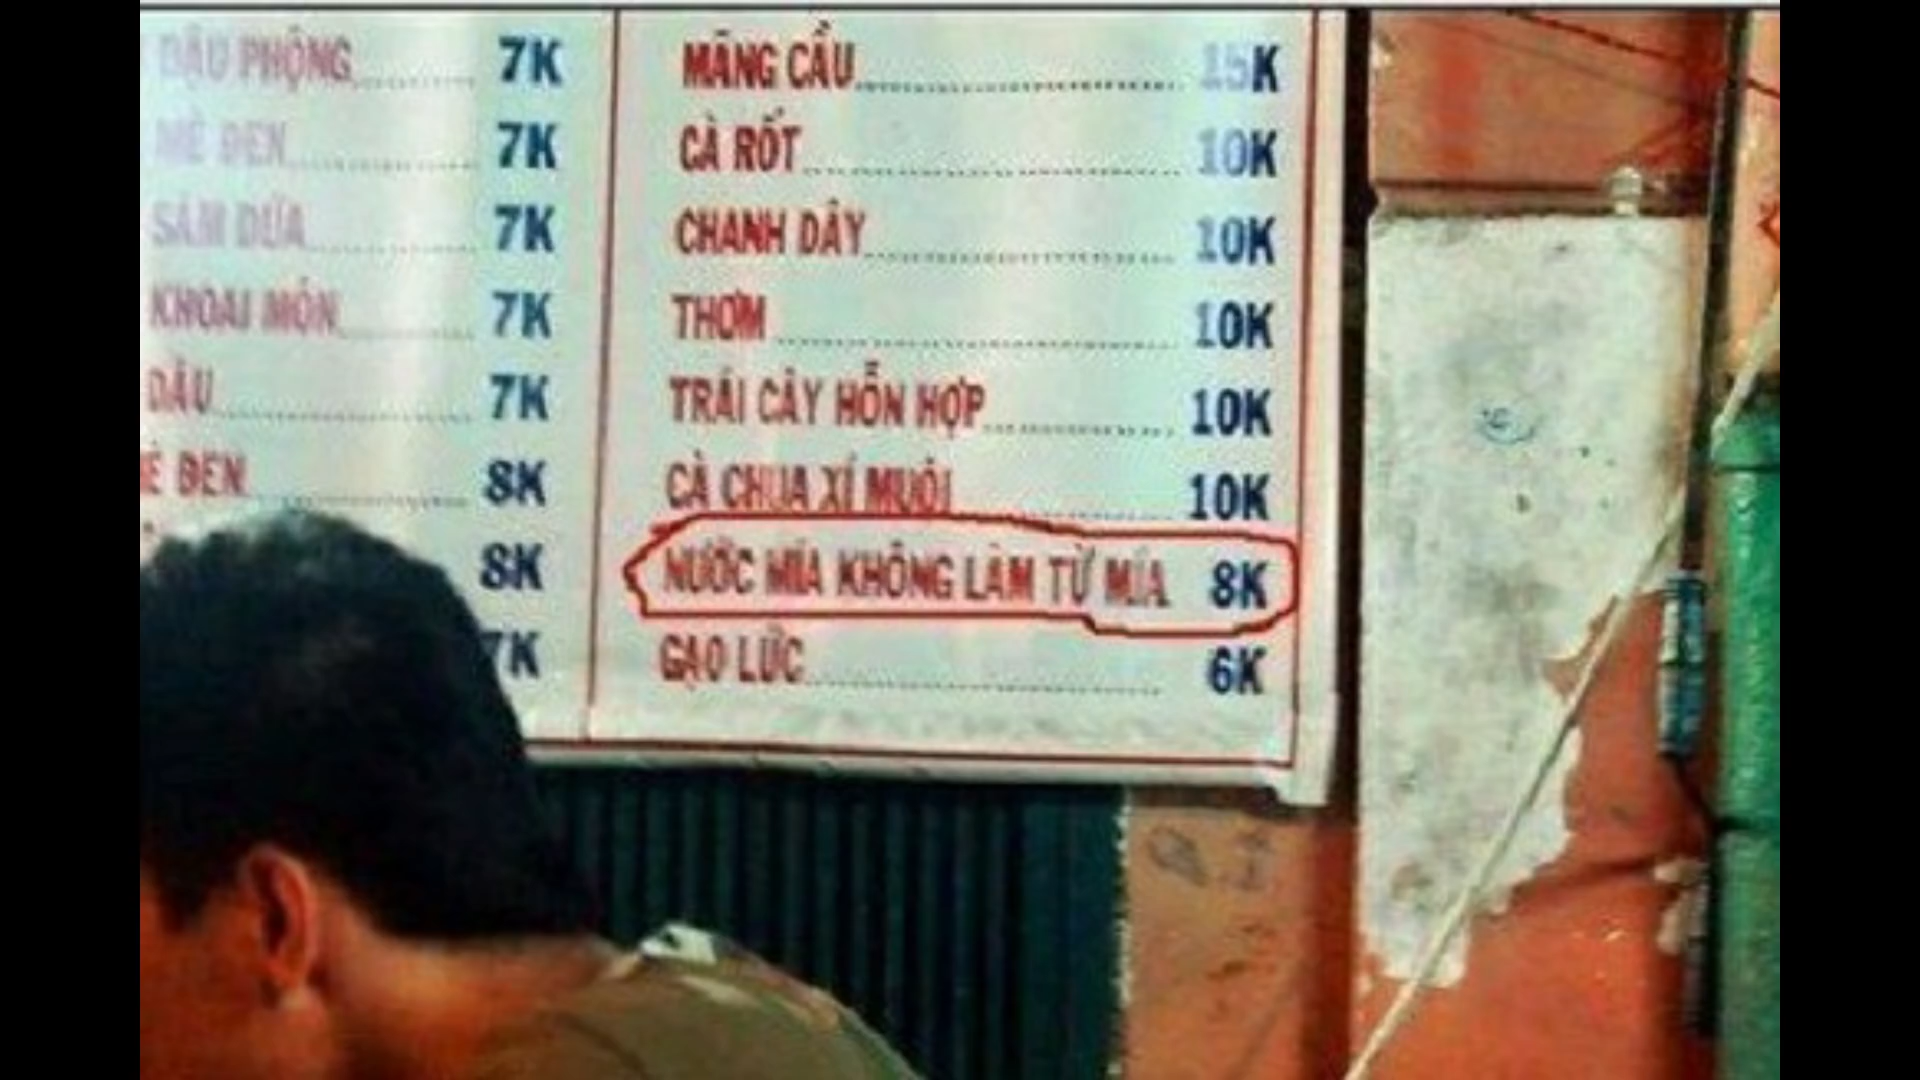 ĐẬU PHỘNG 7K
MÈ ĐEN 7K
SÂM DỨA 7K
KHOAI MÔN 7K
DÂU 7K
MÈ ĐEN 8K
8K
7K
MÃNG CẦU 15K
CÀ RỐT 10K
CHANH DÂY 10K
THƠM 10K
TRÁI CÂY HỖN HỢP 10K
CÀ CHUA XÍ MUỘI 10K
NƯỚC MÍA KHÔNG LÀM TỪ MÍA 8K
GẠO LỨC 6K